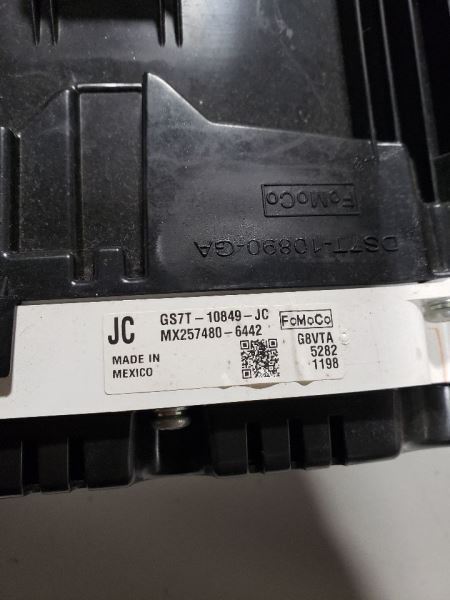 FoMoCo
DS7T-10890-GA
JC
GS7T-10849-JC
FoMoCo
MX257480-6442
G8VTA
MADE IN
MEXICO
5282
1198